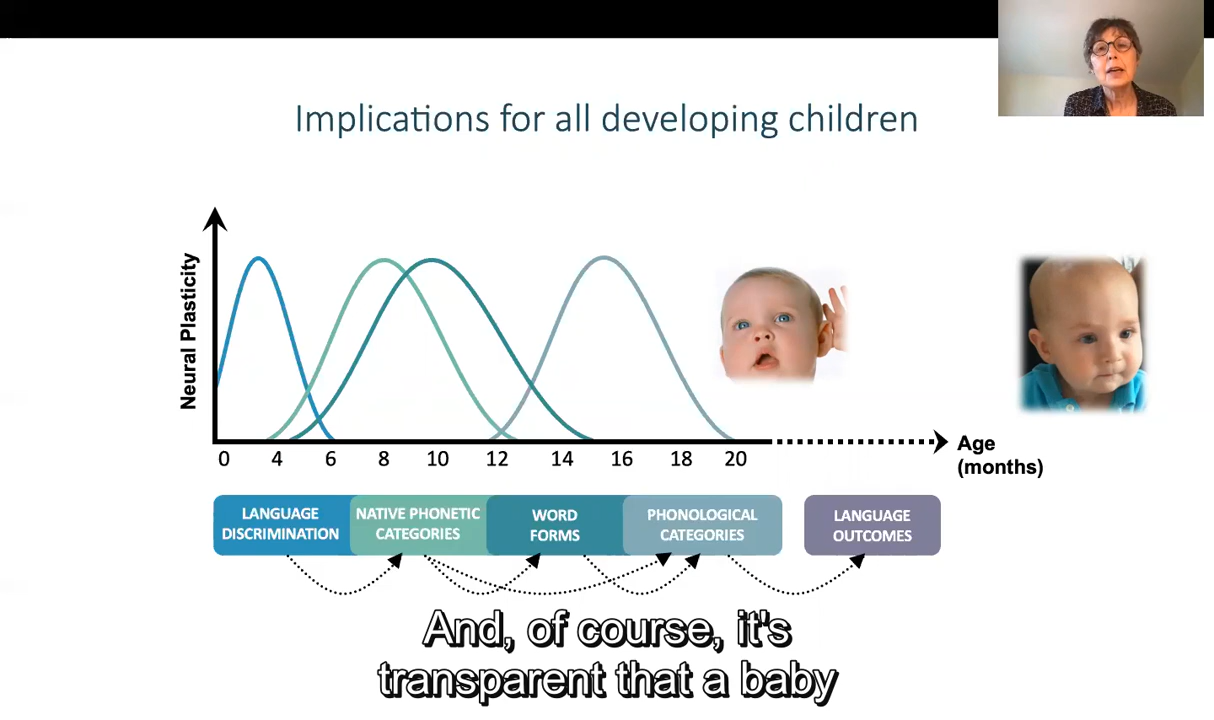 Implications for all developing children
Neural Plasticity
0 4 6 8 10 12 14 16 18 20
Age
(months)
LANGUAGE
DISCRIMINATION
NATIVE PHONETIC
CATEGORIES
WORD
FORMS
PHONOLOGICAL
CATEGORIES
LANGUAGE
OUTCOMES
And, of course, it's
transparent that a baby